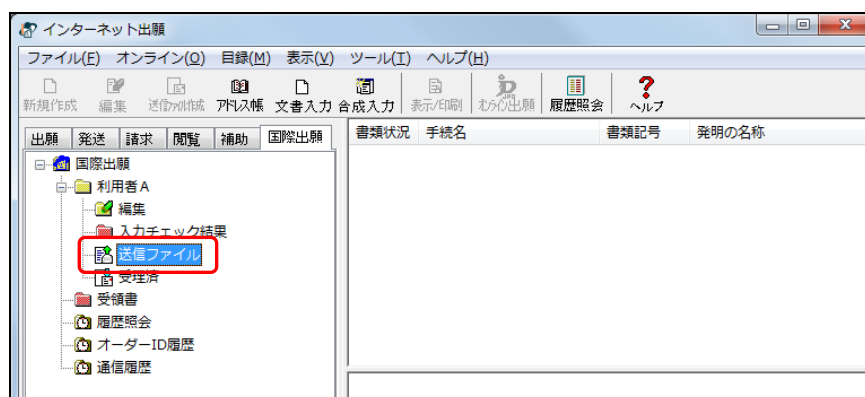 インターネット出願
ファイル(F) オンライン(O) 目録(M) 表示(V) ツール(T) ヘルプ(H)
新規作成 編集 送信ファイル作成 アドレス帳 文書入力 合成入力 表示/印刷 オンライン出願 履歴照会 ヘルプ
出願 発送 請求 閲覧 補助 国際出願
書類状況 手続名 書類記号 発明の名称
国際出願
利用者A
編集
入力チェック結果
送信ファイル
受理済
受領書
履歴照会
オーダーID履歴
通信履歴